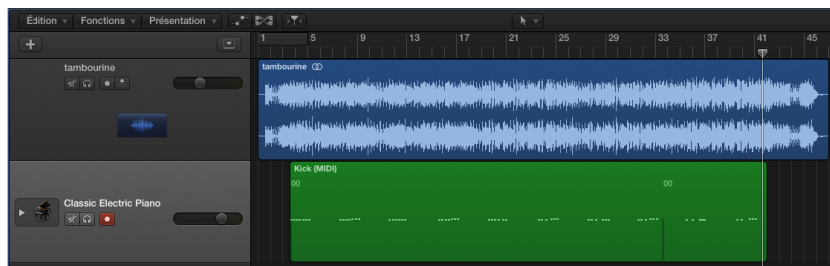 Édition Fonctions Présentation
1 5 9 13 17 21 25 29 33 37 41 45
tambourine
tambourine
Kick (MIDI)
00 00
Classic Electric Piano